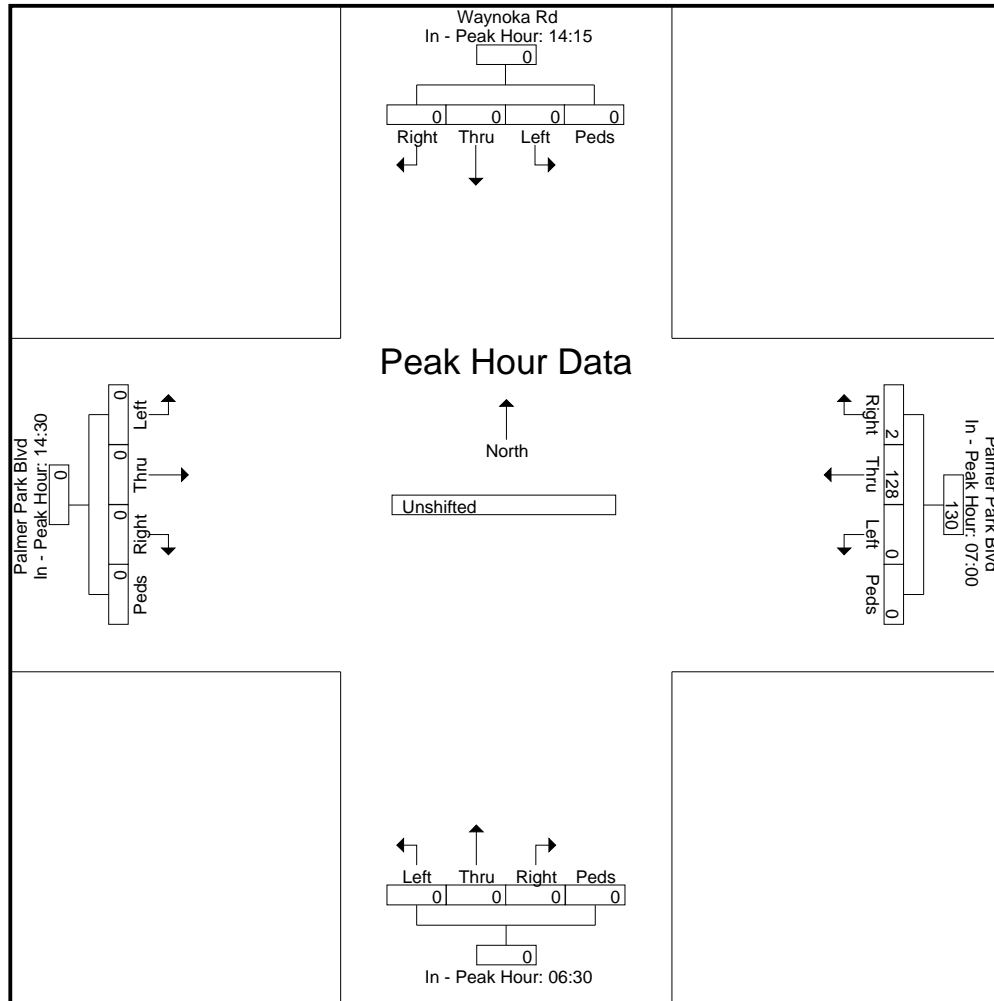 Waynoka Rd
In - Peak Hour: 14:15
0
0 0 0 0
Right Thru Left Peds
Peak Hour Data
North
Unshifted
Palmer Park Blvd
In - Peak Hour: 14:30
0
0 0 0 0
Left Thru Right Peds
Palmer Park Blvd
In - Peak Hour: 07:00
130
2 128 0 0
Right Thru Left Peds
Left Thru Right Peds
0 0 0 0
0
In - Peak Hour: 06:30